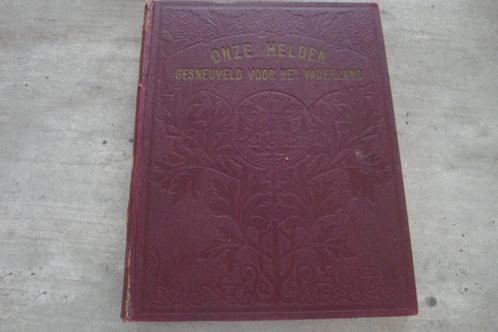 ONZE HELDEN
GESNEUVELD VOOR HET VADERLAND